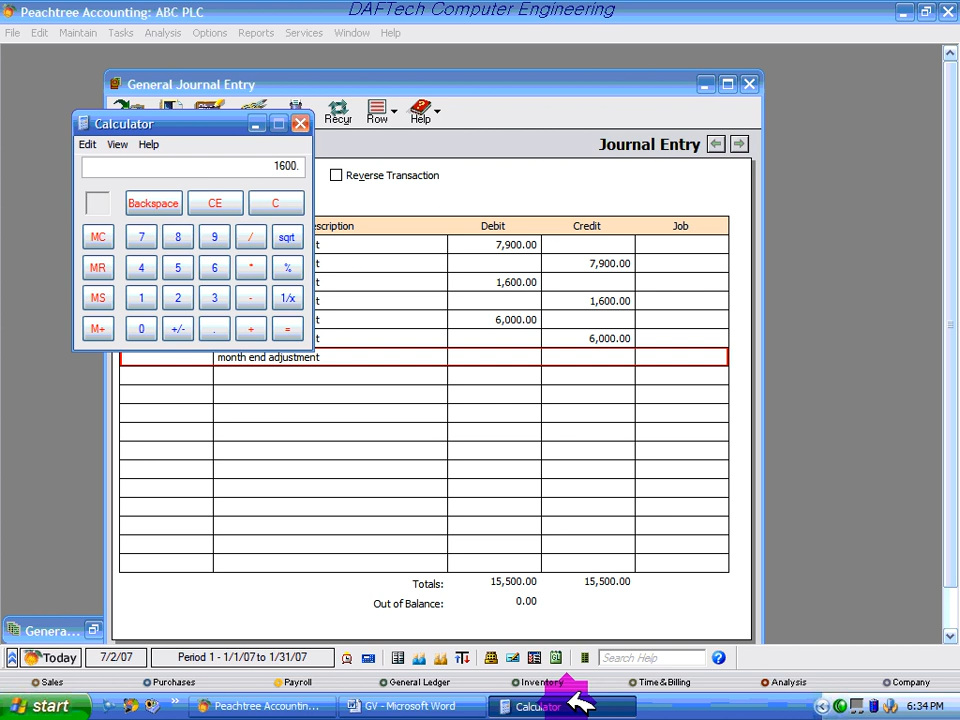 Peachtree Accounting: ABC PLC
DAFTech Computer Engineering
File Edit Maintain Tasks Analysis Options Reports Services Window Help
General Journal Entry
Recur Row Help
Calculator
Edit View Help
Journal Entry
1600.
Reverse Transaction
Backspace CE C
scription Debit Credit Job
MC 7 8 9 / sqrt
t 7,900.00
MR 4 5 6 * %
7,900.00
t 1,600.00
MS 1 2 3 - 1/x
1,600.00
t 6,000.00
M+ 0 +/- . + =
t 6,000.00
month end adjustment
Totals: 15,500.00 15,500.00
Out of Balance: 0.00
Genera...
Today 7/2/07 Period 1 - 1/1/07 to 1/31/07 Search Help
Sales Purchases Payroll General Ledger Inventory Time & Billing Analysis Company
start Peachtree Accountin... GV - Microsoft Word Calculator 6:34 PM